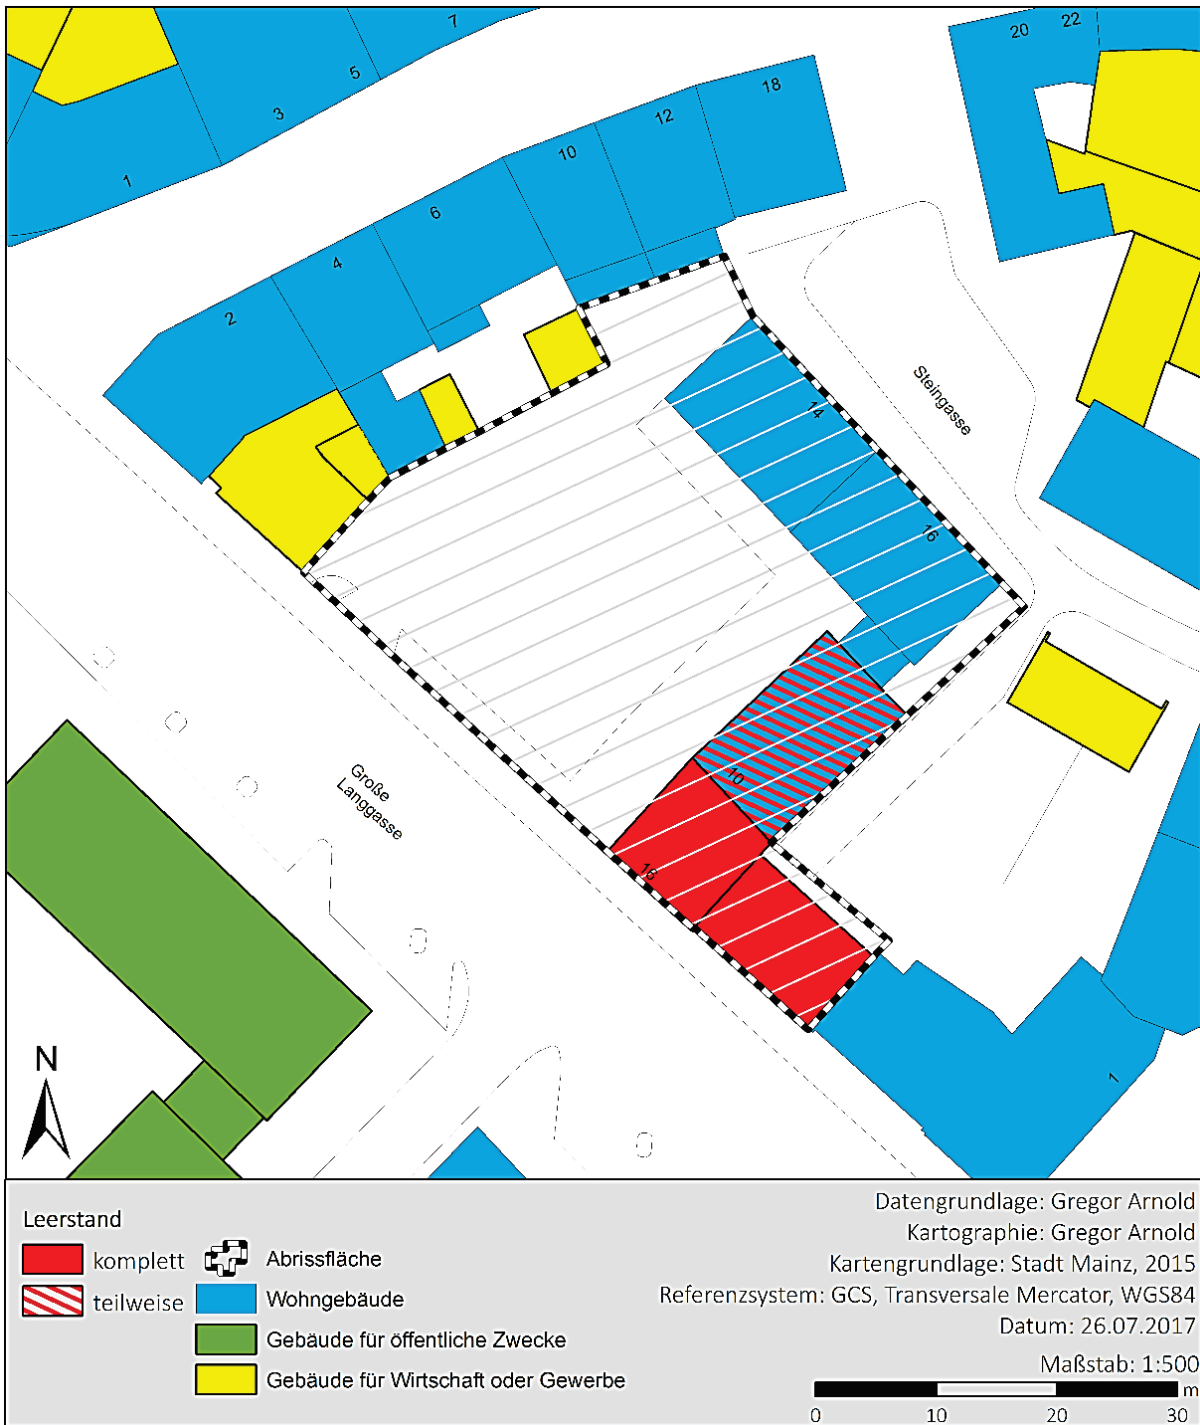 7
5
3
1
20
22
18
12
10
6
4
2
14
16
Steingasse
10
16
Große
Langgasse
1
N
Leerstand
komplett
teilweise
Abrissfläche
Wohngebäude
Gebäude für öffentliche Zwecke
Gebäude für Wirtschaft oder Gewerbe
Datengrundlage: Gregor Arnold
Kartographie: Gregor Arnold
Kartengrundlage: Stadt Mainz, 2015
Referenzsystem: GCS, Transversale Mercator, WGS84
Datum: 26.07.2017
Maßstab: 1:500
m
0 10 20 30